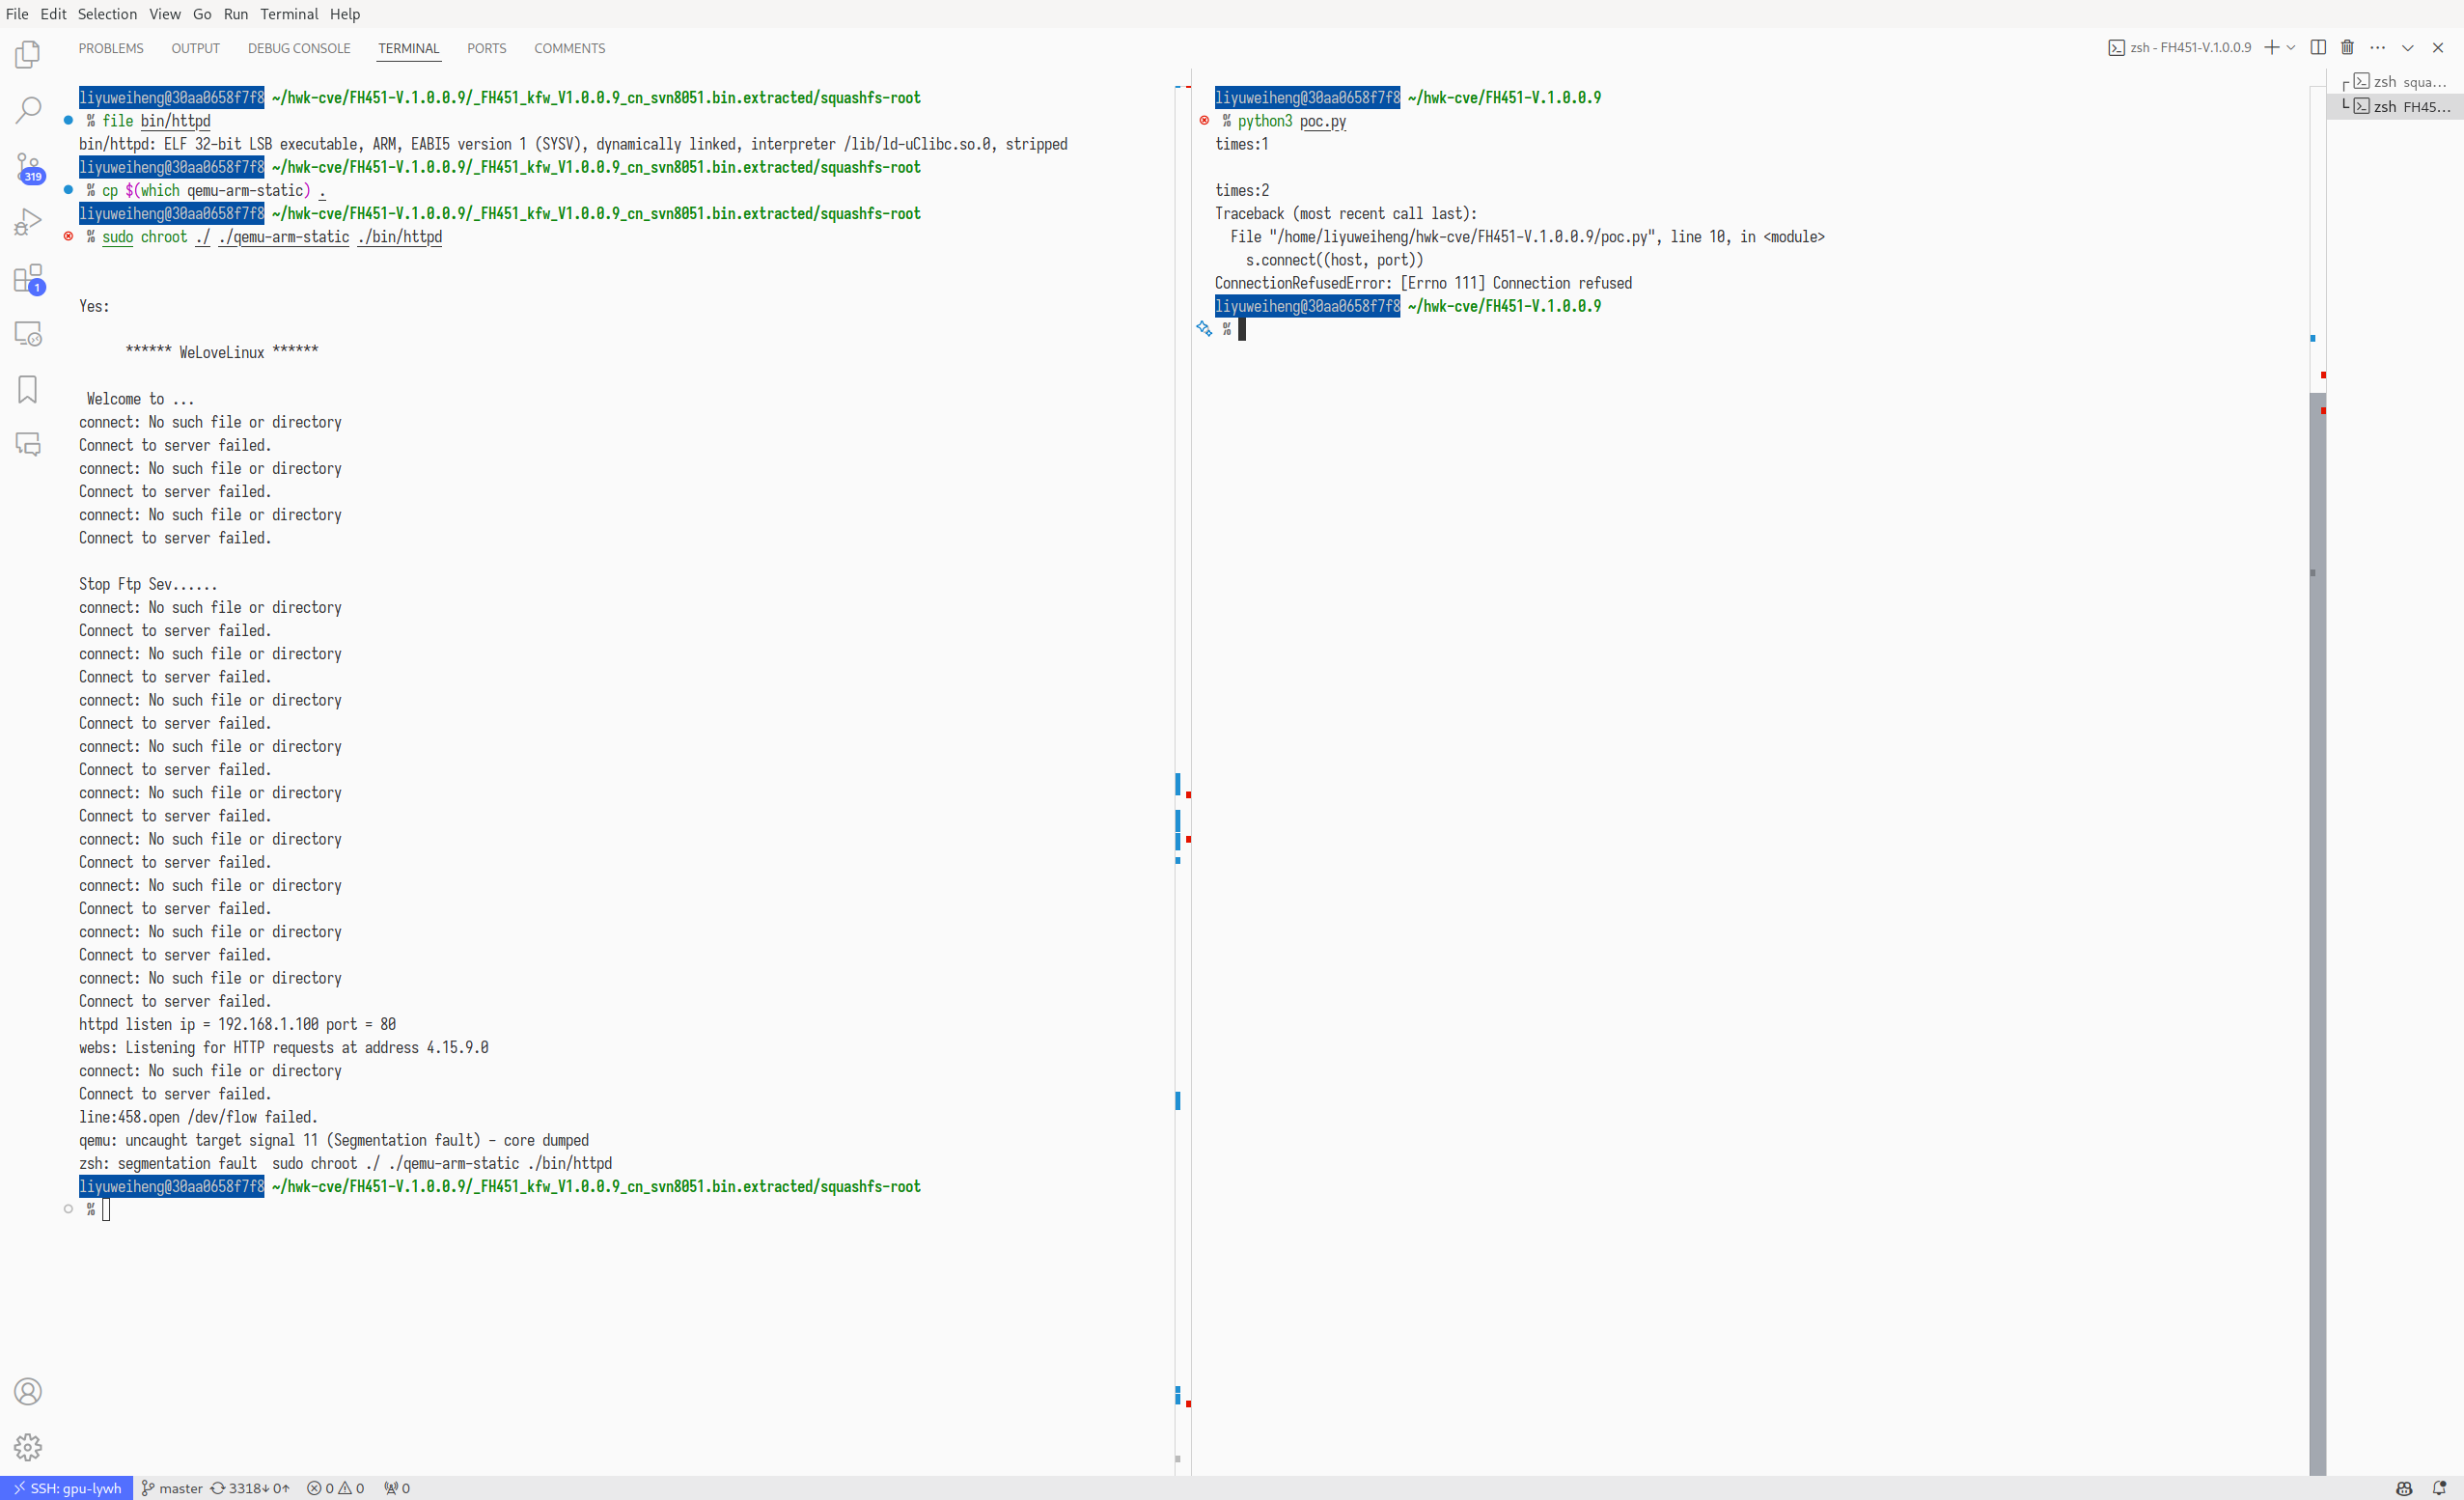 File Edit Selection View Go Run Terminal Help
PROBLEMS OUTPUT DEBUG CONSOLE TERMINAL PORTS COMMENTS
zsh - FH451-V.1.0.0.9
liyuweiheng@30aa0658f7f8 ~/hwk-cve/FH451-V.1.0.0.9/_FH451_kfw_V1.0.0.9_cn_svn8051.bin.extracted/squashfs-root
% file bin/httpd
bin/httpd: ELF 32-bit LSB executable, ARM, EABI5 version 1 (SYSV), dynamically linked, interpreter /lib/ld-uClibc.so.0, stripped
liyuweiheng@30aa0658f7f8 ~/hwk-cve/FH451-V.1.0.0.9/_FH451_kfw_V1.0.0.9_cn_svn8051.bin.extracted/squashfs-root
% cp $(which qemu-arm-static) .
liyuweiheng@30aa0658f7f8 ~/hwk-cve/FH451-V.1.0.0.9/_FH451_kfw_V1.0.0.9_cn_svn8051.bin.extracted/squashfs-root
% sudo chroot ./ ./qemu-arm-static ./bin/httpd
Yes:
****** WeLoveLinux ******
Welcome to ...
connect: No such file or directory
Connect to server failed.
connect: No such file or directory
Connect to server failed.
connect: No such file or directory
Connect to server failed.
Stop Ftp Sev......
connect: No such file or directory
Connect to server failed.
connect: No such file or directory
Connect to server failed.
connect: No such file or directory
Connect to server failed.
connect: No such file or directory
Connect to server failed.
connect: No such file or directory
Connect to server failed.
connect: No such file or directory
Connect to server failed.
connect: No such file or directory
Connect to server failed.
connect: No such file or directory
Connect to server failed.
connect: No such file or directory
Connect to server failed.
httpd listen ip = 192.168.1.100 port = 80
webs: Listening for HTTP requests at address 4.15.9.0
connect: No such file or directory
Connect to server failed.
line:458.open /dev/flow failed.
qemu: uncaught target signal 11 (Segmentation fault) - core dumped
zsh: segmentation fault  sudo chroot ./ ./qemu-arm-static ./bin/httpd
liyuweiheng@30aa0658f7f8 ~/hwk-cve/FH451-V.1.0.0.9/_FH451_kfw_V1.0.0.9_cn_svn8051.bin.extracted/squashfs-root
%
liyuweiheng@30aa0658f7f8 ~/hwk-cve/FH451-V.1.0.0.9
% python3 poc.py
times:1
times:2
Traceback (most recent call last):
File "/home/liyuweiheng/hwk-cve/FH451-V.1.0.0.9/poc.py", line 10, in <module>
s.connect((host, port))
ConnectionRefusedError: [Errno 111] Connection refused
liyuweiheng@30aa0658f7f8 ~/hwk-cve/FH451-V.1.0.0.9
%
zsh squa...
zsh FH45...
319
1
SSH: gpu-lywh master 3318↓ 0↑ 0 0 0